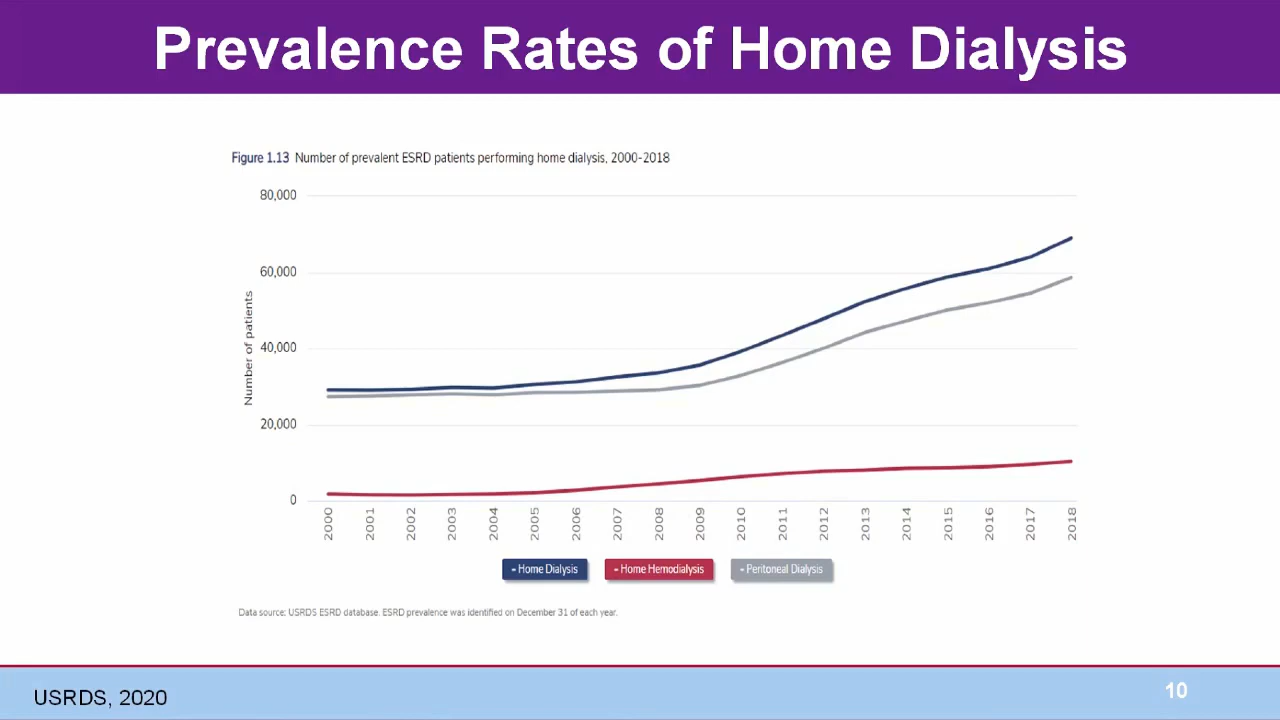 Prevalence Rates of Home Dialysis
Figure 1.13 Number of prevalent ESRD patients performing home dialysis, 2000-2018
80,000
60,000
40,000
20,000
0
Number of patients
2000 2001 2002 2003 2004 2005 2006 2007 2008 2009 2010 2011 2012 2013 2014 2015 2016 2017 2018
- Home Dialysis - Home Hemodialysis - Peritoneal Dialysis
Data source: USRDS ESRD database. ESRD prevalence was identified on December 31 of each year.
USRDS, 2020
10